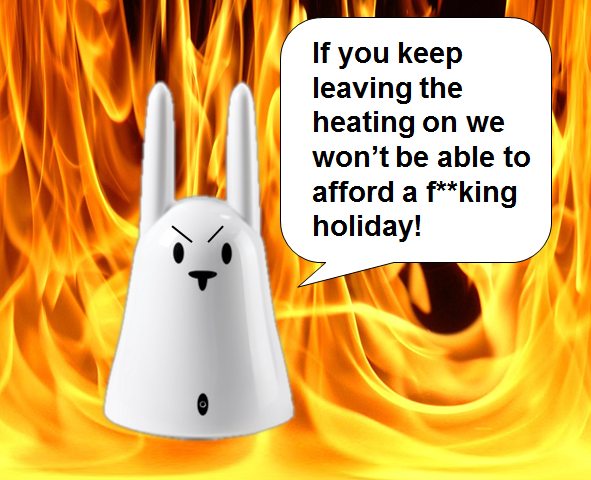 If you keep
leaving the
heating on we
won’t be able to
afford a f**king
holiday!